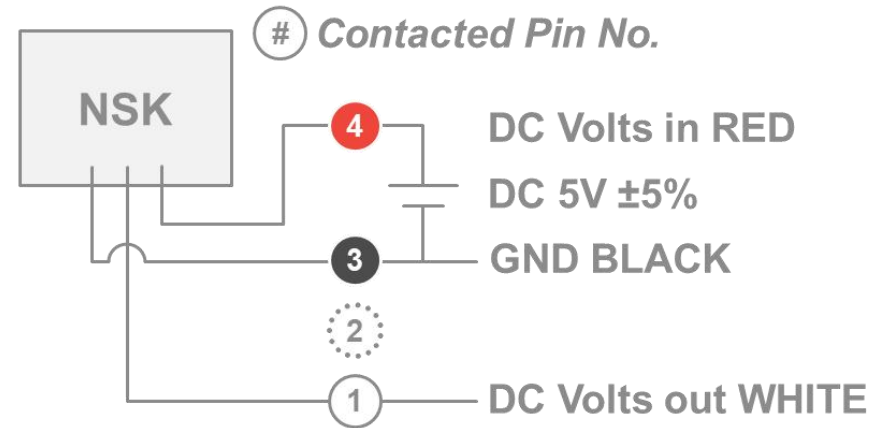 # Contacted Pin No.
NSK
4 DC Volts in RED
DC 5V ±5%
3 GND BLACK
2
1 DC Volts out WHITE